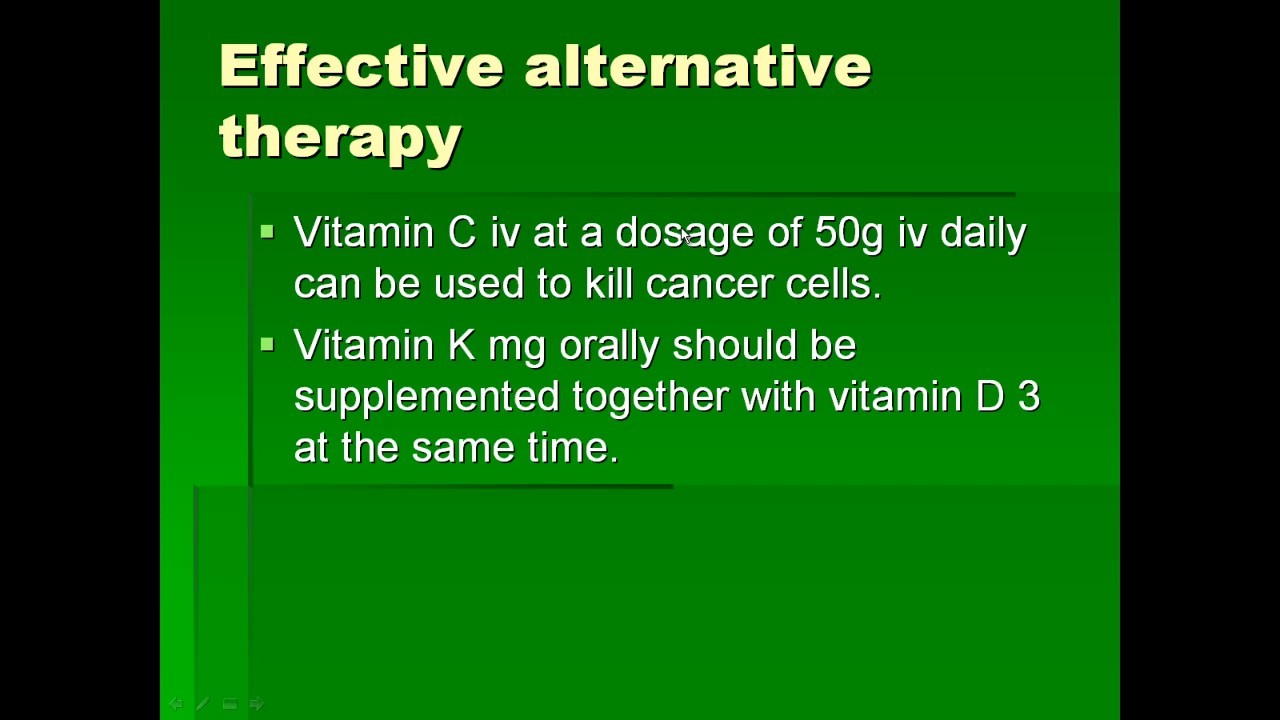 Effective alternative
therapy
Vitamin C iv at a dosage of 50g iv daily
can be used to kill cancer cells.
Vitamin K mg orally should be
supplemented together with vitamin D 3
at the same time.